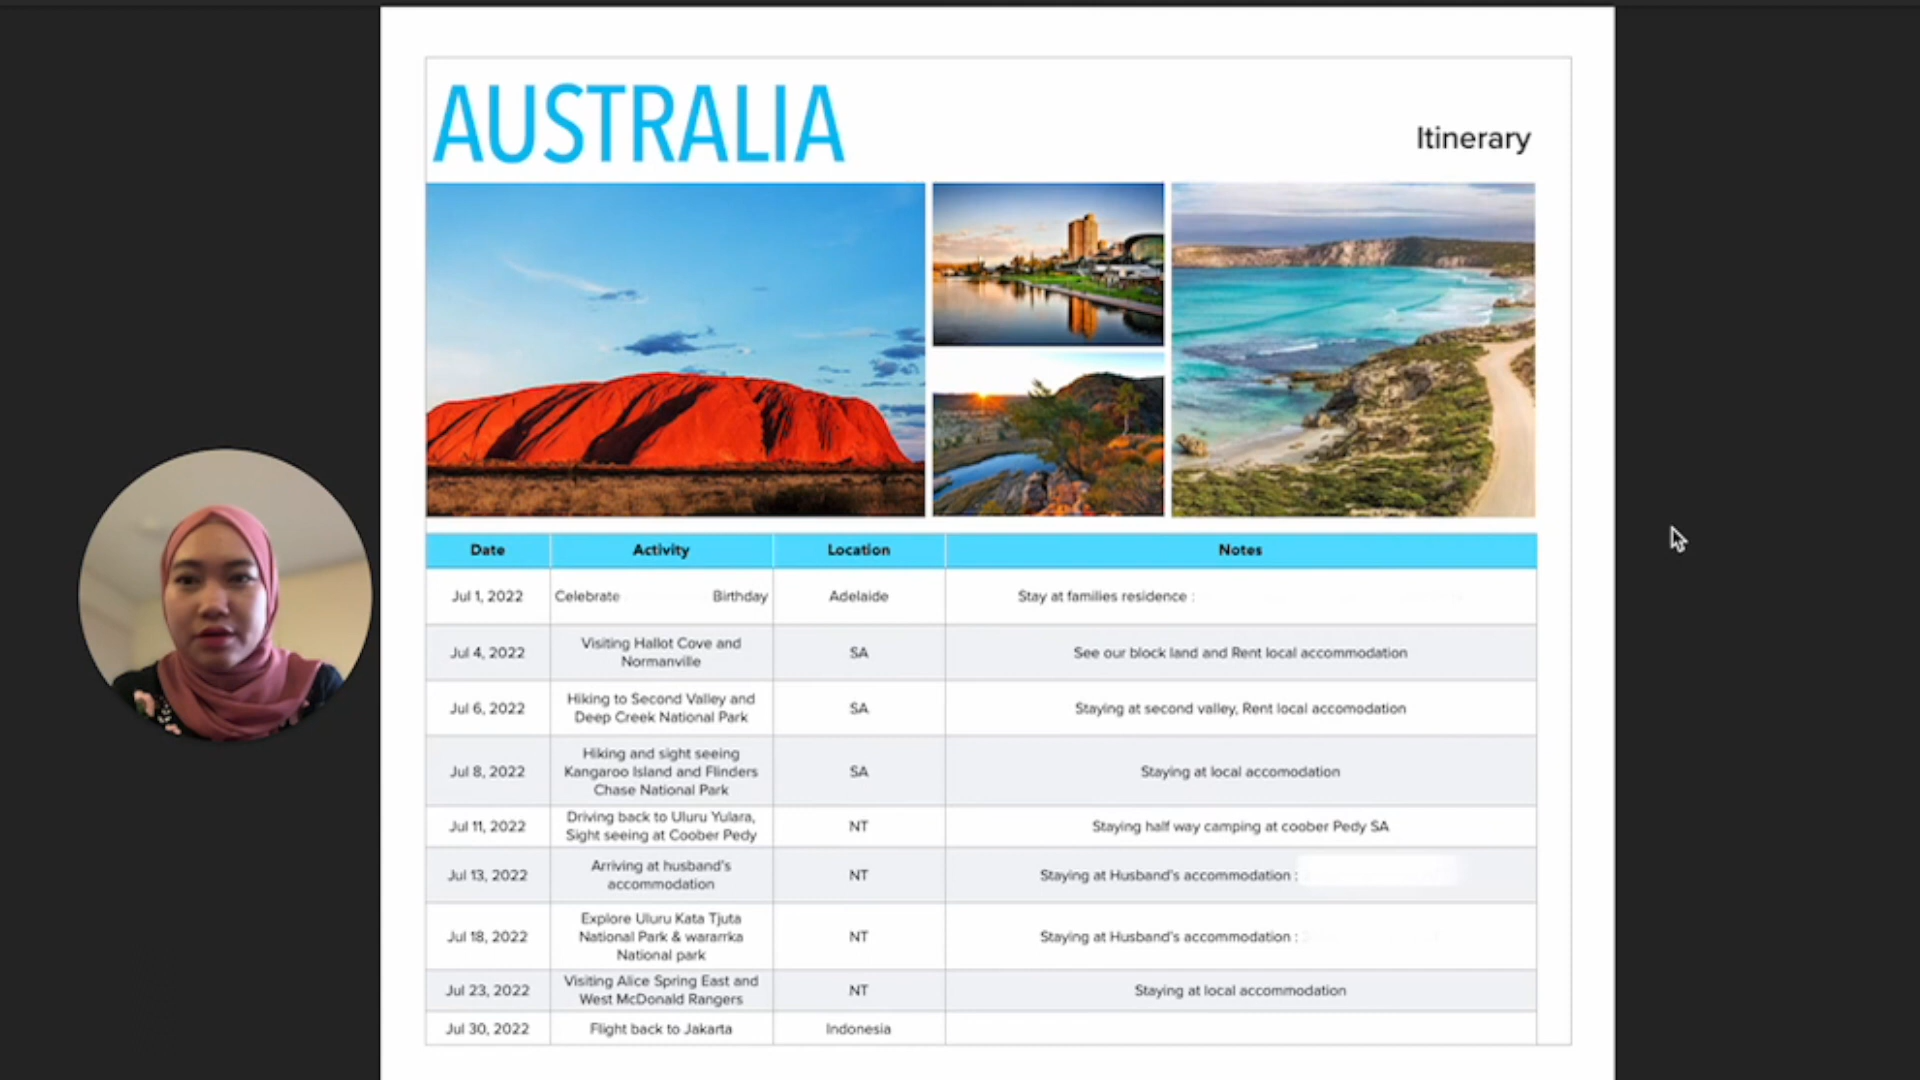 AUSTRALIA
Itinerary
Date Activity Location Notes
Jul 1, 2022 Celebrate Birthday Adelaide Stay at families residence :
Jul 4, 2022 Visiting Hallot Cove and
Normanville SA See our block land and Rent local accommodation
Jul 6, 2022 Hiking to Second Valley and
Deep Creek National Park SA Staying at second valley, Rent local accomodation
Jul 8, 2022 Hiking and sight seeing
Kangaroo Island and Flinders
Chase National Park SA Staying at local accomodation
Jul 11, 2022 Driving back to Uluru Yulara,
Sight seeing at Coober Pedy NT Staying half way camping at coober Pedy SA
Jul 13, 2022 Arriving at husband's
accommodation NT Staying at Husband's accommodation :
Jul 18, 2022 Explore Uluru Kata Tjuta
National Park & wararrka
National park NT Staying at Husband's accommodation :
Jul 23, 2022 Visiting Alice Spring East and
West McDonald Rangers NT Staying at local accommodation
Jul 30, 2022 Flight back to Jakarta Indonesia